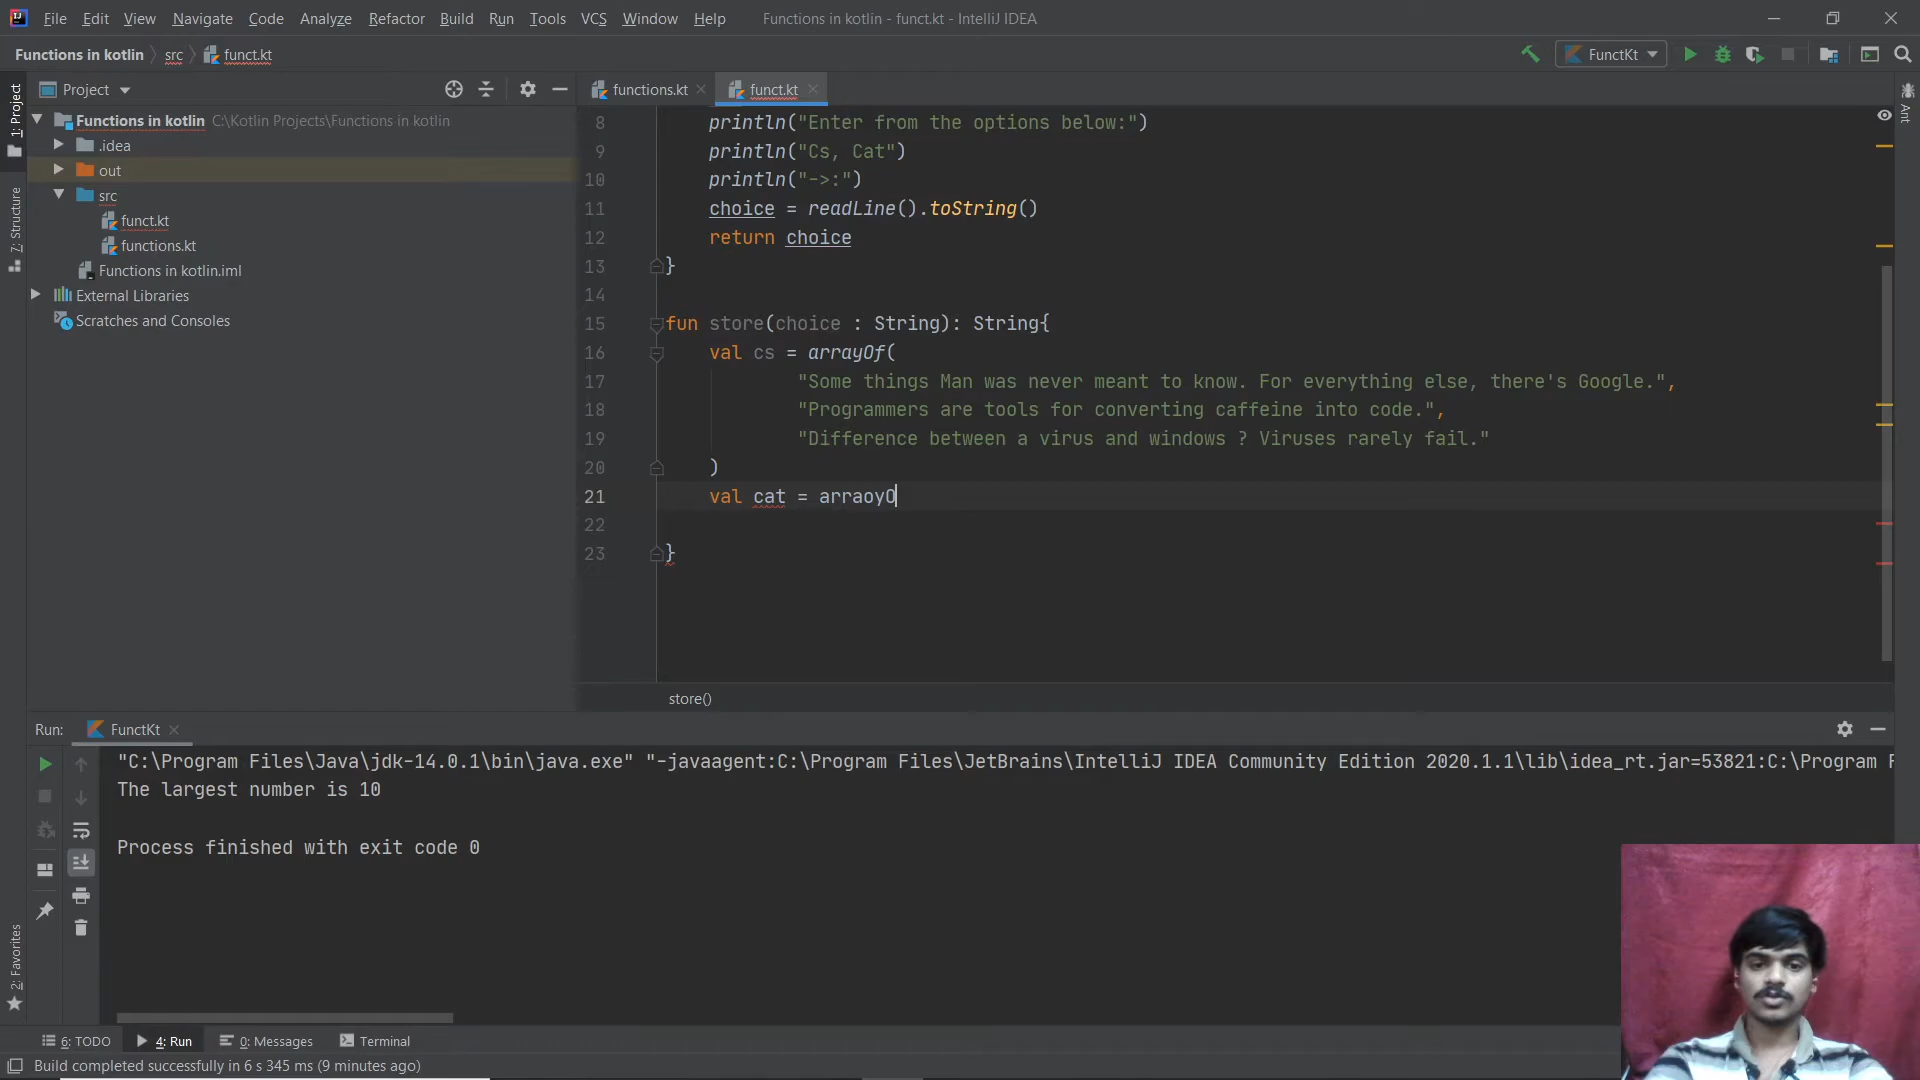 File Edit View Navigate Code Analyze Refactor Build Run Tools VCS Window Help Functions in kotlin - funct.kt - IntelliJ IDEA
Functions in kotlin src funct.kt FunctKt
Project functions.kt funct.kt
1: Project
Ant
Functions in kotlin C:\Kotlin Projects\Functions in kotlin
.idea
out
src
funct.kt
functions.kt
Functions in kotlin.iml
External Libraries
Scratches and Consoles
7: Structure
8 println("Enter from the options below:")
9 println("Cs, Cat")
10 println("->:")
11 choice = readLine().toString()
12 return choice
13 }
14
15 fun store(choice : String): String{
16 val cs = arrayOf(
17 "Some things Man was never meant to know. For everything else, there's Google.",
18 "Programmers are tools for converting caffeine into code.",
19 "Difference between a virus and windows ? Viruses rarely fail."
20 )
21 val cat = arraoyO
22
23 }
store()
Run: FunctKt
"C:\Program Files\Java\jdk-14.0.1\bin\java.exe" "-javaagent:C:\Program Files\JetBrains\IntelliJ IDEA Community Edition 2020.1.1\lib\idea_rt.jar=53821:C:\Program F
The largest number is 10
Process finished with exit code 0
2: Favorites
6: TODO 4: Run 0: Messages Terminal
Build completed successfully in 6 s 345 ms (9 minutes ago)